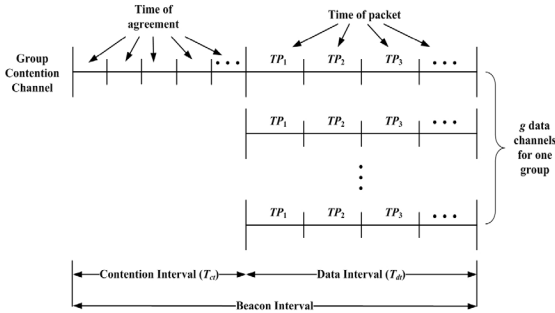 Time of
agreement
Time of packet
Group
Contention
Channel
TP1 TP2 TP3
TP1 TP2 TP3
TP1 TP2 TP3
g data
channels
for one
group
Contention Interval (Tct) Data Interval (Tdt)
Beacon Interval